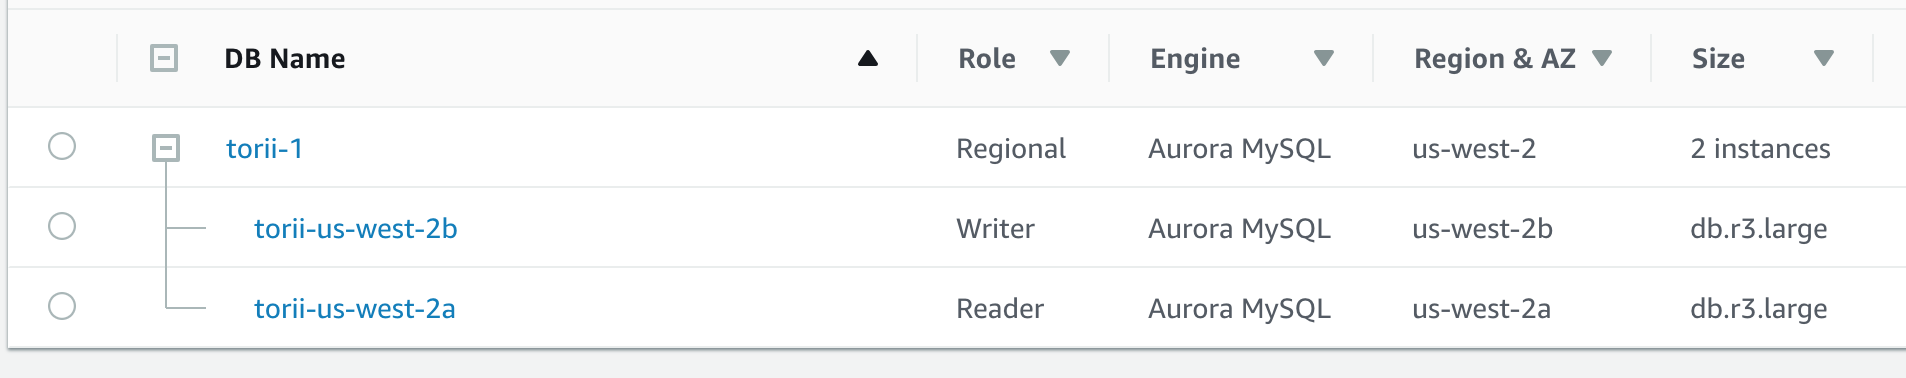 DB Name Role Engine Region & AZ Size
torii-1 Regional Aurora MySQL us-west-2 2 instances
torii-us-west-2b Writer Aurora MySQL us-west-2b db.r3.large
torii-us-west-2a Reader Aurora MySQL us-west-2a db.r3.large